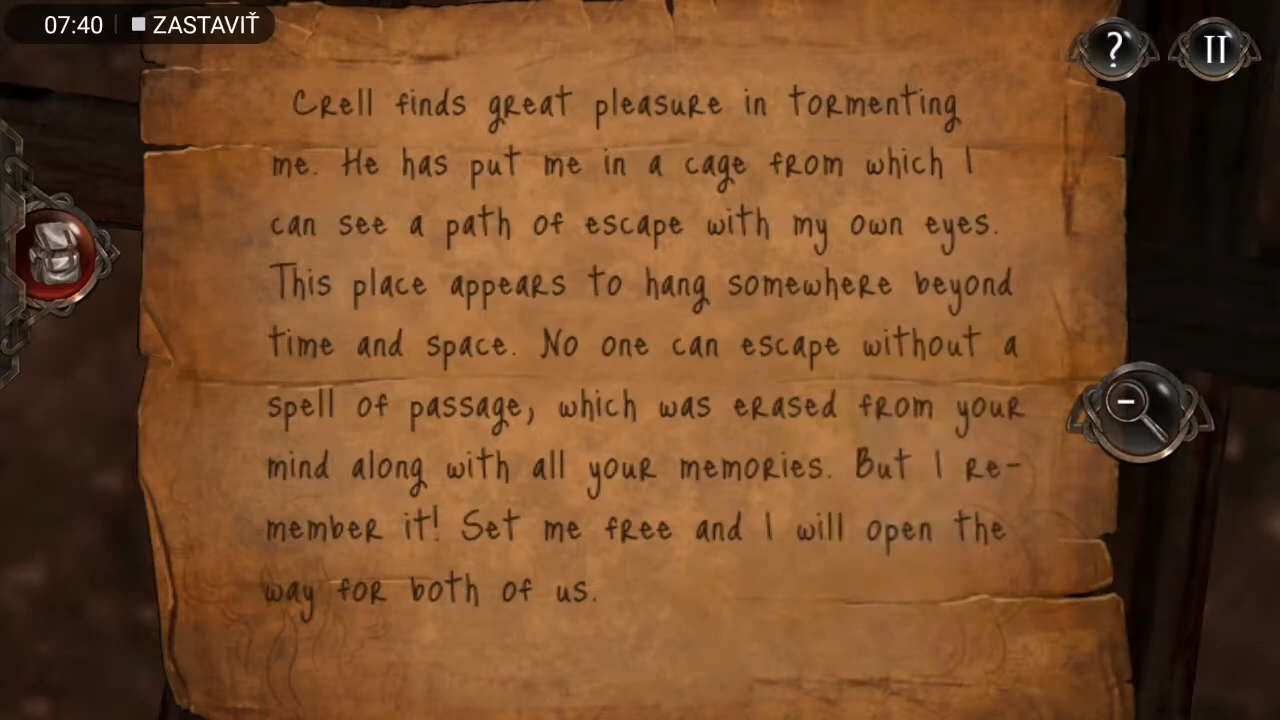 07:40 ZASTAVIŤ
?
Crell finds great pleasure in tormenting
me. He has put me in a cage from which I
can see a path of escape with my own eyes.
This place appears to hang somewhere beyond
time and space. No one can escape without a
spell of passage, which was erased from your
mind along with all your memories. But I re-
member it! Set me free and I will open the
way for both of us.